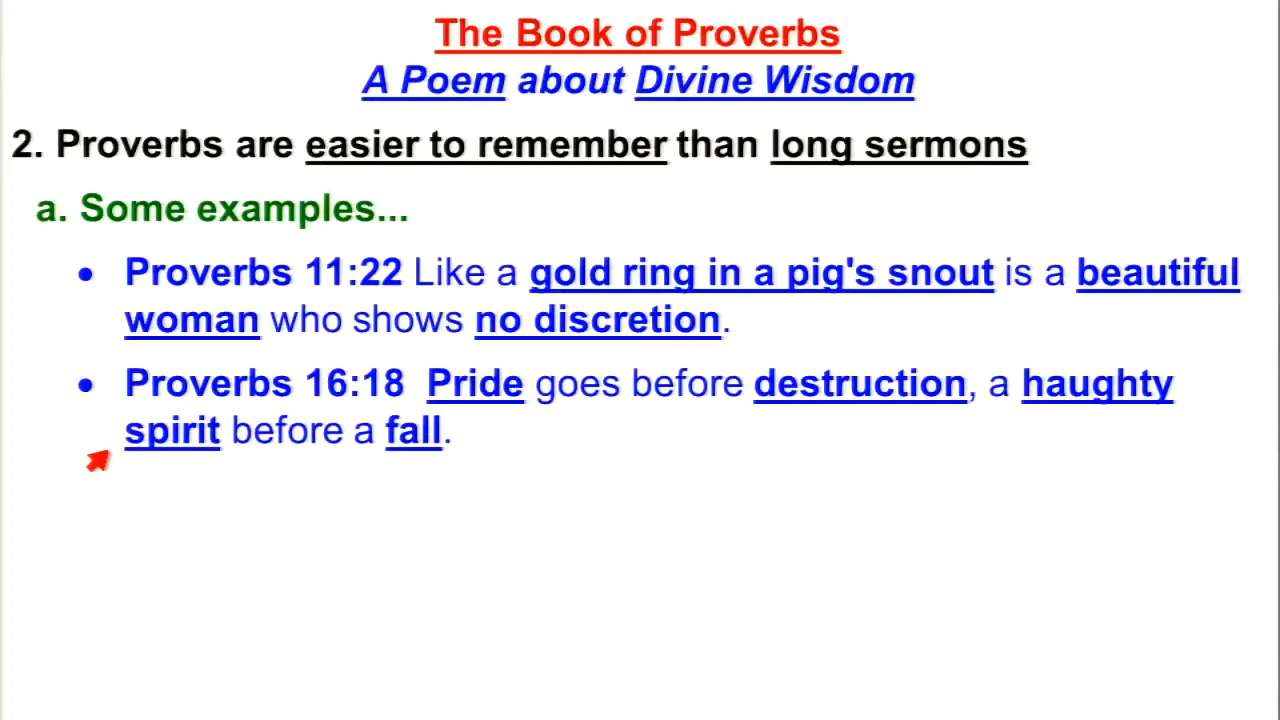 The Book of Proverbs
A Poem about Divine Wisdom
2. Proverbs are easier to remember than long sermons
a. Some examples...
• Proverbs 11:22 Like a gold ring in a pig's snout is a beautiful
woman who shows no discretion.
• Proverbs 16:18  Pride goes before destruction, a haughty
spirit before a fall.